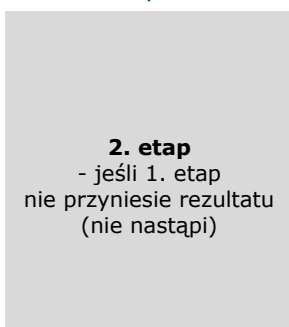 2. etap
- jeśli 1. etap
nie przyniesie rezultatu
(nie nastąpi)